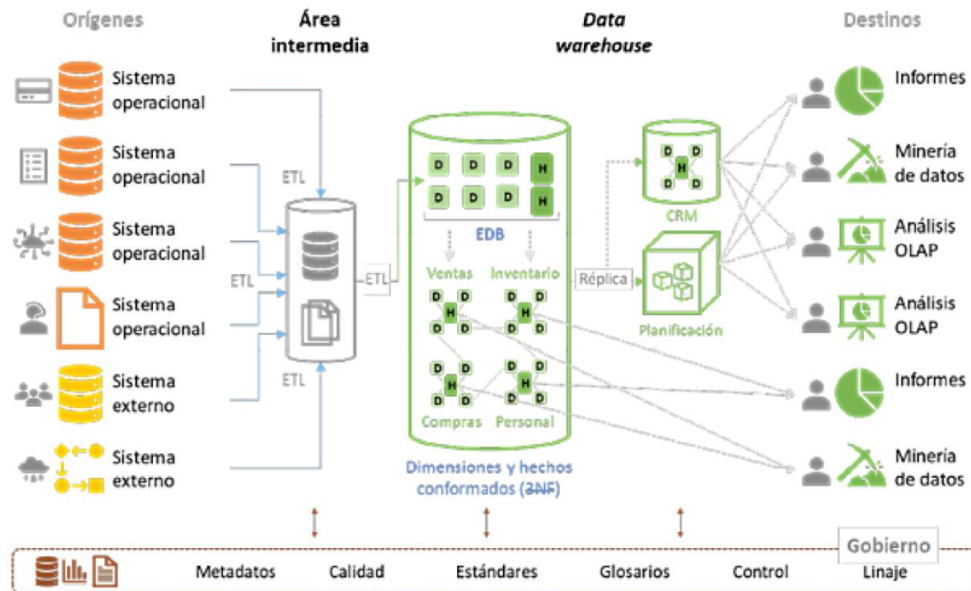 Orígenes
Área
intermedia
Data
warehouse
Destinos
Sistema
operacional
Sistema
operacional
Sistema
operacional
Sistema
operacional
Sistema
externo
Sistema
externo
ETL
ETL
ETL
ETL
ETL
ETL
D D D H
D D D H
EDB
Ventas Inventario
D D D D
H H
D D D D
D D D D
H H
D D D D
Compras Personal
Dimensiones y hechos
conformados (3NF)
Réplica
D D
H
D D
CRM
Planificación
Informes
Minería
de datos
Análisis
OLAP
Análisis
OLAP
Informes
Minería
de datos
Gobierno
Metadatos Calidad Estándares Glosarios Control Linaje